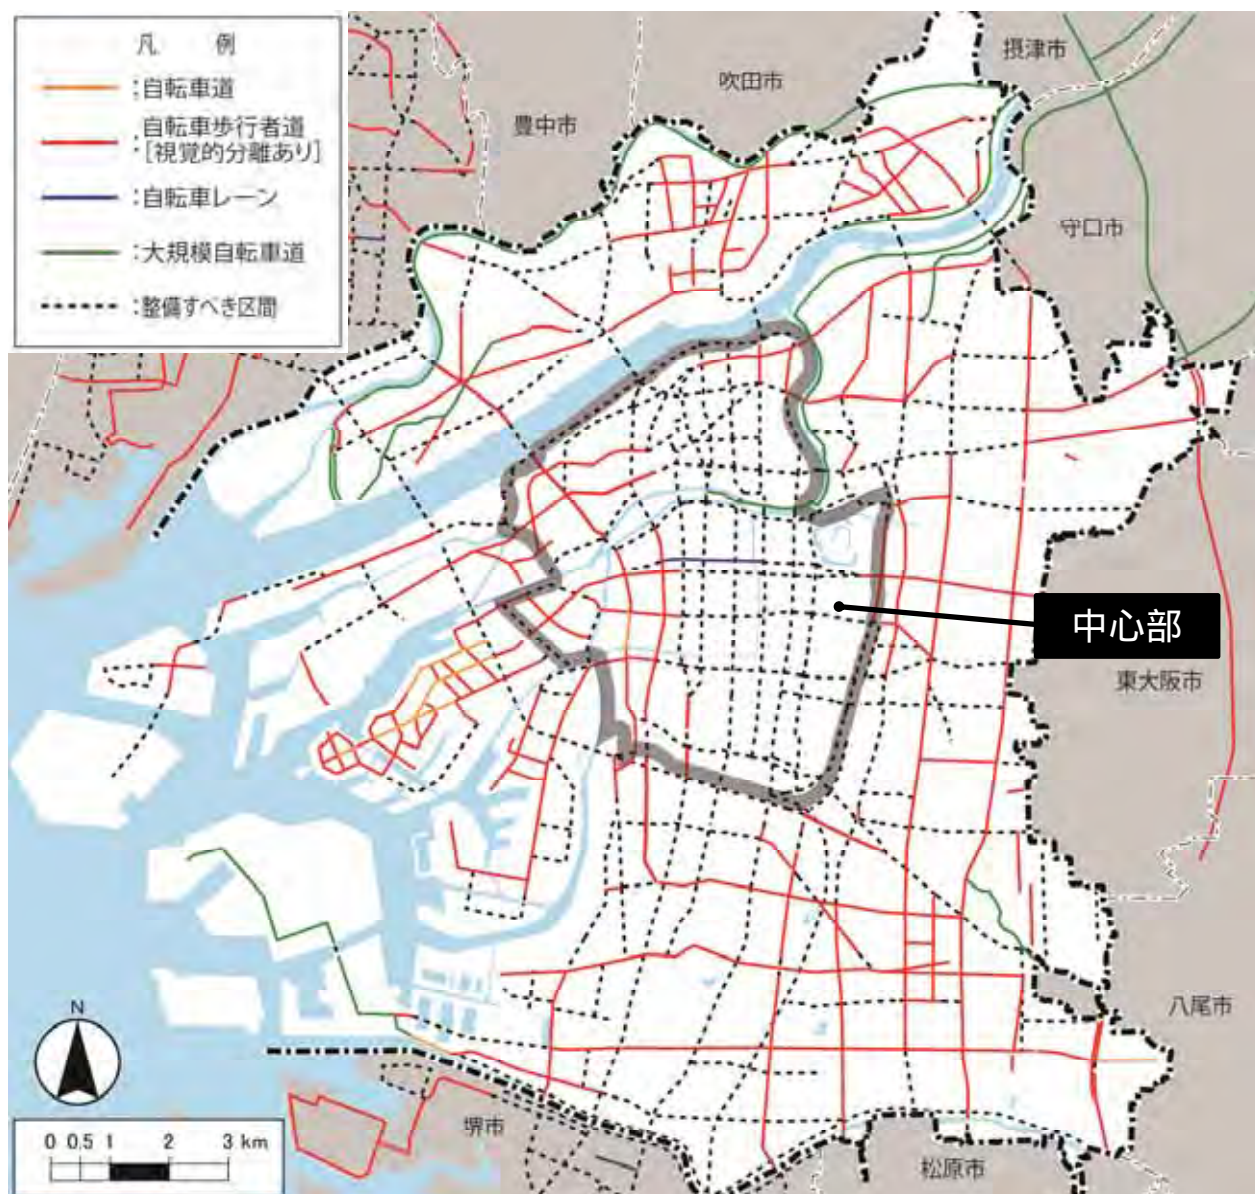 凡　例
:自転車道
自転車歩行者道
:[視覚的分離あり]
:自転車レーン
:大規模自転車道
:整備すべき区間
摂津市
吹田市
豊中市
守口市
中心部
東大阪市
八尾市
堺市
松原市
N
0 0.5 1 2 3 km